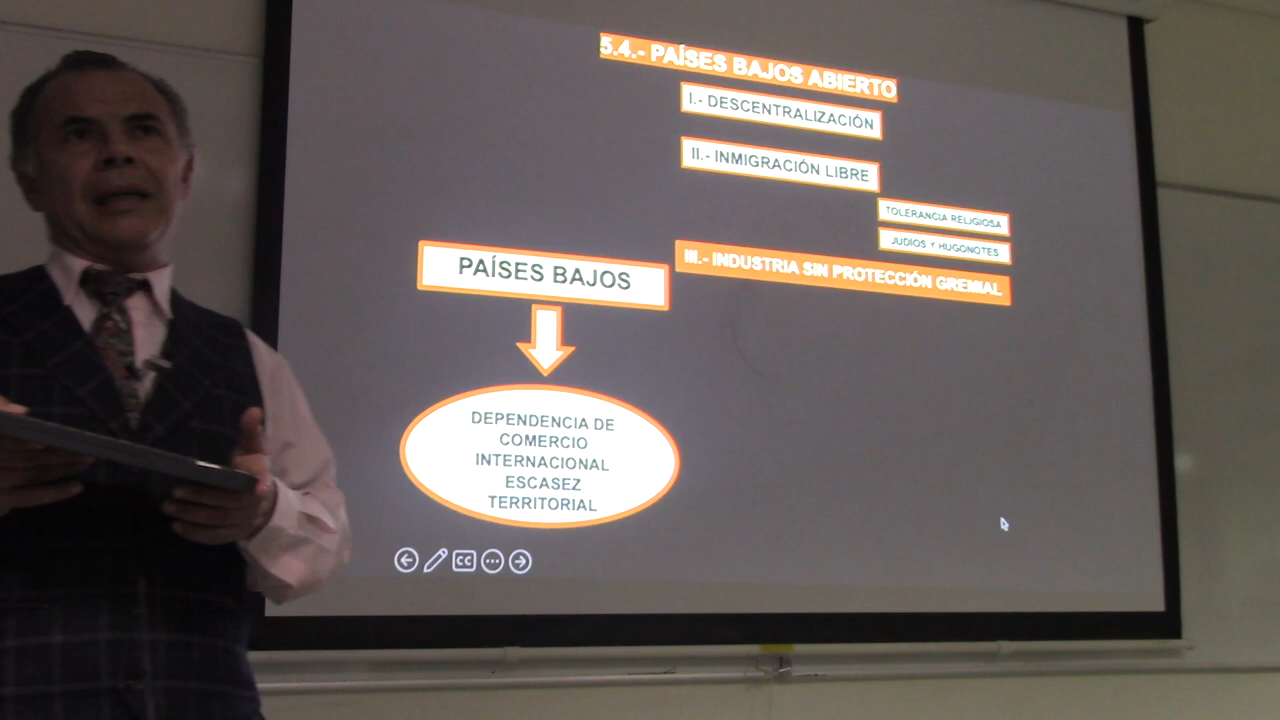 5.4.- PAÍSES BAJOS ABIERTO
I.- DESCENTRALIZACIÓN
II.- INMIGRACIÓN LIBRE
TOLERANCIA RELIGIOSA
JUDIOS Y HUGONOTES
III.- INDUSTRIA SIN PROTECCIÓN GREMIAL
PAÍSES BAJOS
DEPENDENCIA DE
COMERCIO
INTERNACIONAL
ESCASEZ
TERRITORIAL
CC